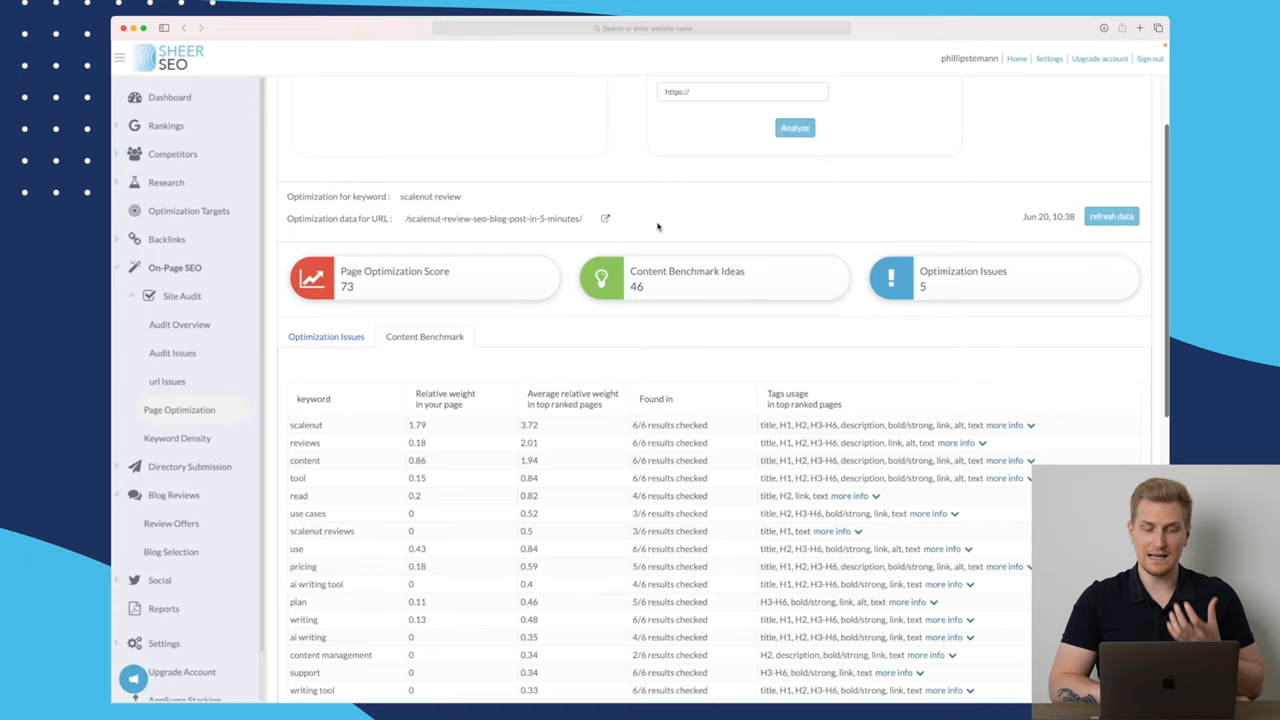 Search or enter website name
SHEER
SEO
phillipstemann Home Settings Upgrade account Sign out
Dashboard
Rankings
Competitors
Research
Optimization Targets
Backlinks
On-Page SEO
Site Audit
Audit Overview
Audit Issues
url Issues
Page Optimization
Keyword Density
Directory Submission
Blog Reviews
Review Offers
Blog Selection
Social
Reports
Settings
Upgrade Account
AppSumo Stacking
https://
Analyze
Optimization for keyword : scalenut review
Optimization data for URL : /scalenut-review-seo-blog-post-in-5-minutes/
Jun 20, 10:38 refresh data
Page Optimization Score
73
Content Benchmark Ideas
46
Optimization Issues
5
Optimization Issues Content Benchmark
keyword Relative weight in your page Average relative weight in top ranked pages Found in Tags usage in top ranked pages
scalenut 1.79 3.72 6/6 results checked title, H1, H2, H3-H6, description, bold/strong, link, alt, text more info
reviews 0.18 2.01 6/6 results checked title, H1, H2, H3-H6, description, link, alt, text more info
content 0.86 1.94 6/6 results checked title, H1, H2, H3-H6, description, bold/strong, link, alt, text more info
tool 0.15 0.84 6/6 results checked title, H1, H2, H3-H6, description, bold/strong, link, alt, text more info
read 0.2 0.82 4/6 results checked title, H2, link, text more info
use cases 0 0.52 3/6 results checked title, H2, H3-H6, bold/strong, link, text more info
scalenut reviews 0 0.5 3/6 results checked title, H1, text more info
use 0.43 0.84 6/6 results checked title, H2, H3-H6, bold/strong, link, alt, text more info
pricing 0.18 0.59 5/6 results checked title, H1, H2, H3-H6, description, bold/strong, link, alt, text more info
ai writing tool 0 0.4 4/6 results checked title, H1, H2, H3-H6, bold/strong, link, text more info
plan 0.11 0.46 5/6 results checked H3-H6, bold/strong, link, alt, text more info
writing 0.13 0.48 6/6 results checked title, H1, H2, H3-H6, bold/strong, link, text more info
ai writing 0 0.35 4/6 results checked title, H1, H2, H3-H6, bold/strong, link, text more info
content management 0 0.34 2/6 results checked H2, description, bold/strong, link, text more info
support 0 0.34 4/6 results checked H3-H6, bold/strong, link, text more info
writing tool 0 0.33 4/6 results checked title, H1, H2, H3-H6, bold/strong, link, text more info